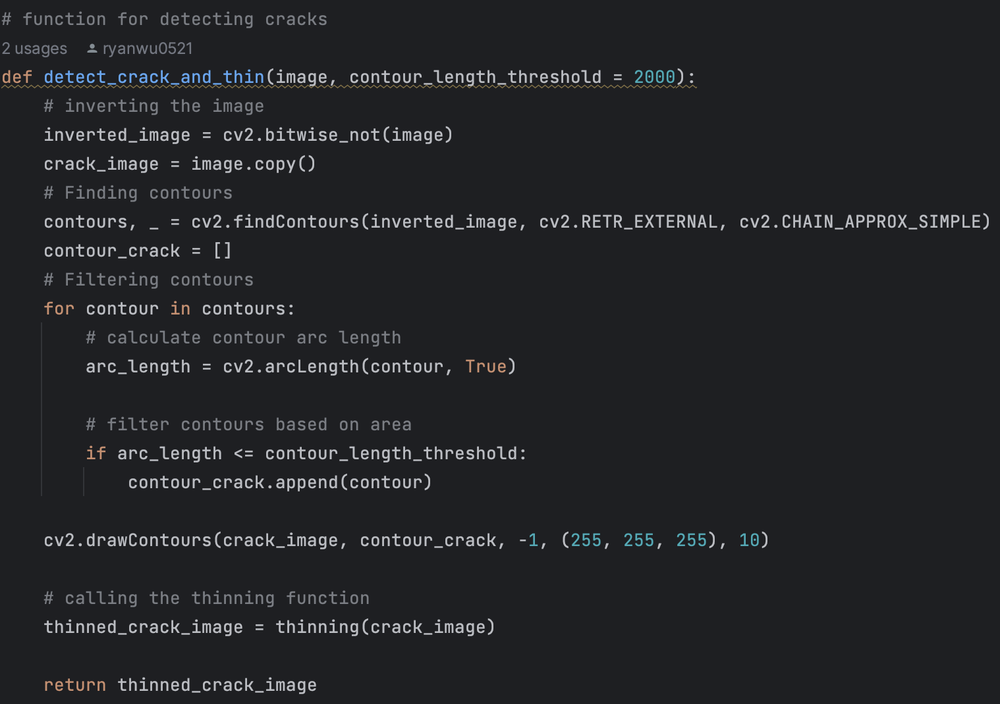 # function for detecting cracks
2 usages ryanwu0521
def detect_crack_and_thin(image, contour_length_threshold = 2000):
    # inverting the image
    inverted_image = cv2.bitwise_not(image)
    crack_image = image.copy()
    # Finding contours
    contours, _ = cv2.findContours(inverted_image, cv2.RETR_EXTERNAL, cv2.CHAIN_APPROX_SIMPLE)
    contour_crack = []
    # Filtering contours
    for contour in contours:
        # calculate contour arc length
        arc_length = cv2.arcLength(contour, True)
        # filter contours based on area
        if arc_length <= contour_length_threshold:
            contour_crack.append(contour)
    cv2.drawContours(crack_image, contour_crack, -1, (255, 255, 255), 10)
    # calling the thinning function
    thinned_crack_image = thinning(crack_image)
    return thinned_crack_image